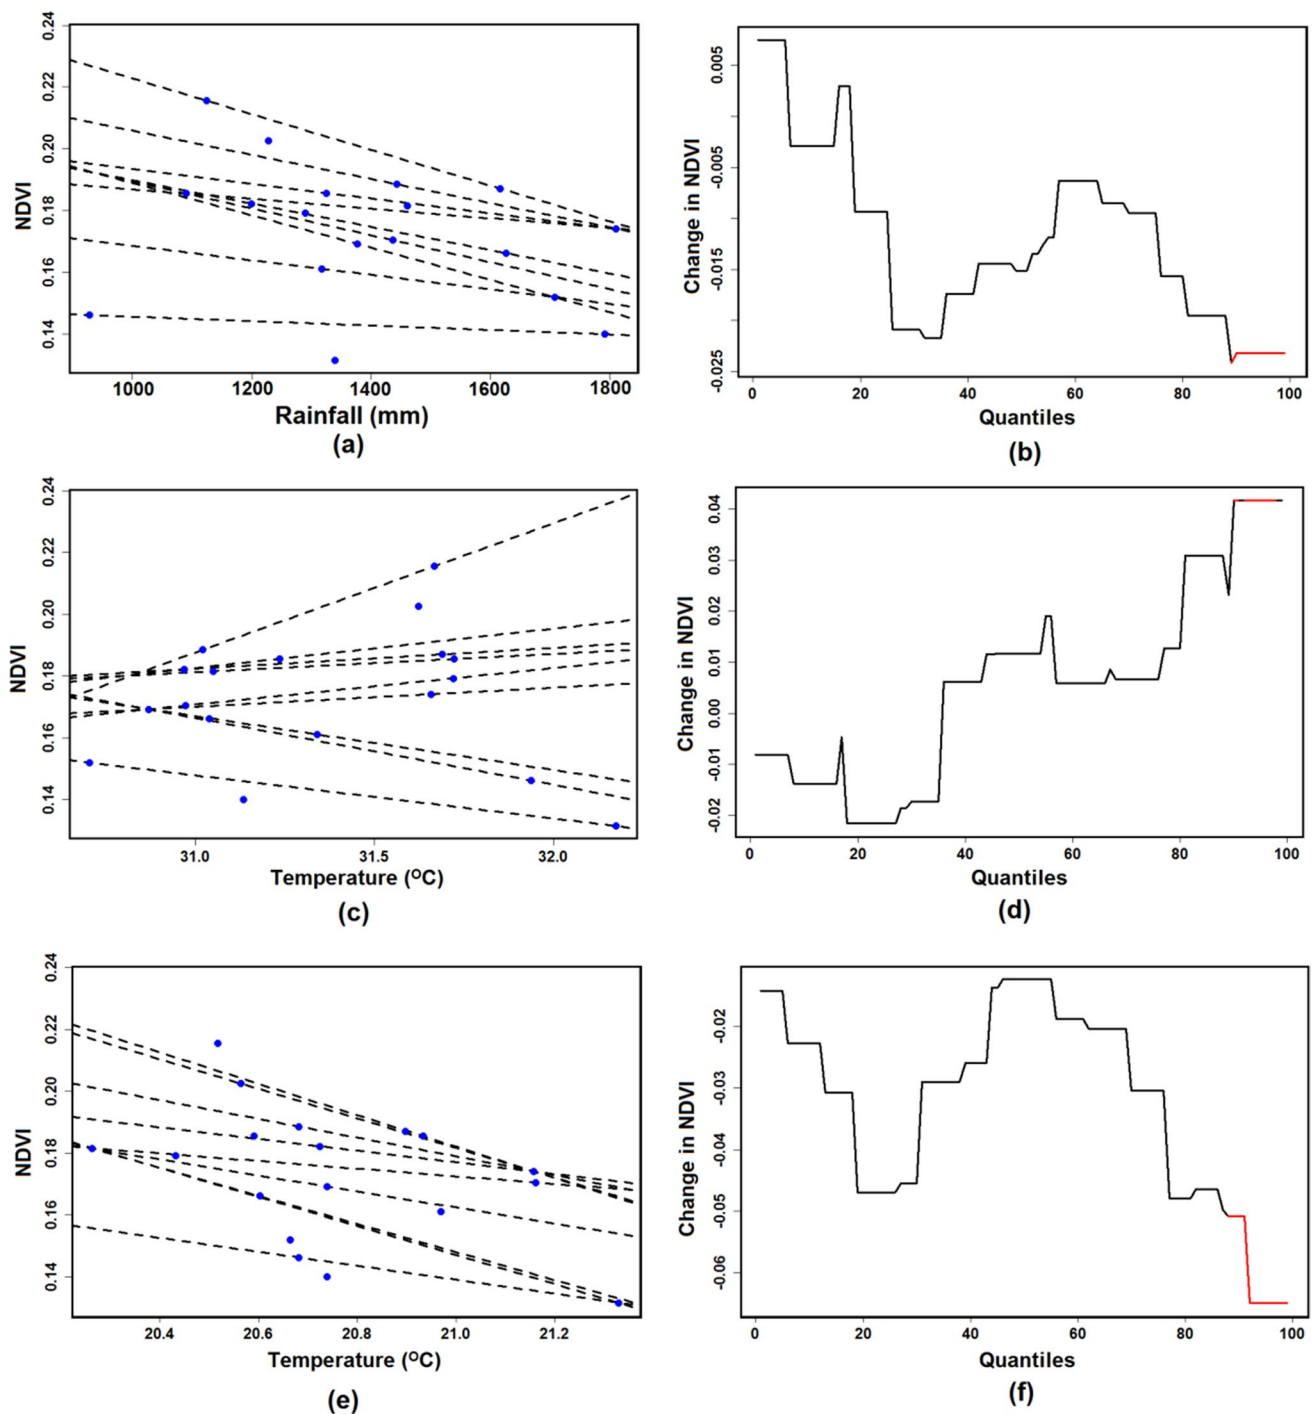 0.24
0.22
0.20
0.18
0.16
0.14
NDVI
1000 1200 1400 1600 1800
Rainfall (mm)
(a)
0.005
-0.005
-0.015
-0.025
Change in NDVI
0 20 40 60 80 100
Quantiles
(b)
0.24
0.22
0.20
0.18
0.16
0.14
NDVI
31.0 31.5 32.0
Temperature (ᴼC)
(c)
0.04
0.03
0.02
0.01
0.00
-0.01
-0.02
Change in NDVI
0 20 40 60 80 100
Quantiles
(d)
0.24
0.22
0.20
0.18
0.16
0.14
NDVI
20.4 20.6 20.8 21.0 21.2
Temperature (ᴼC)
(e)
-0.02
-0.03
-0.04
-0.05
-0.06
Change in NDVI
0 20 40 60 80 100
Quantiles
(f)